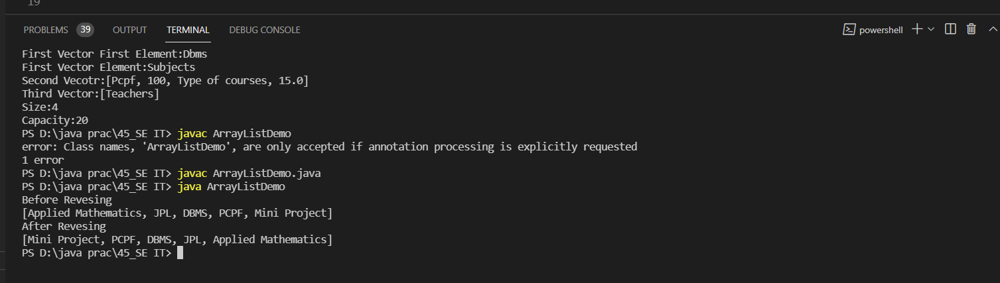 19
PROBLEMS 39 OUTPUT TERMINAL DEBUG CONSOLE powershell
First Vector First Element:Dbms
First Vector Element:Subjects
Second Vecotr:[Pcpf, 100, Type of courses, 15.0]
Third Vector:[Teachers]
Size:4
Capacity:20
PS D:\java prac\45_SE IT> javac ArrayListDemo
error: Class names, 'ArrayListDemo', are only accepted if annotation processing is explicitly requested
1 error
PS D:\java prac\45_SE IT> javac ArrayListDemo.java
PS D:\java prac\45_SE IT> java ArrayListDemo
Before Revesing
[Applied Mathematics, JPL, DBMS, PCPF, Mini Project]
After Revesing
[Mini Project, PCPF, DBMS, JPL, Applied Mathematics]
PS D:\java prac\45_SE IT>